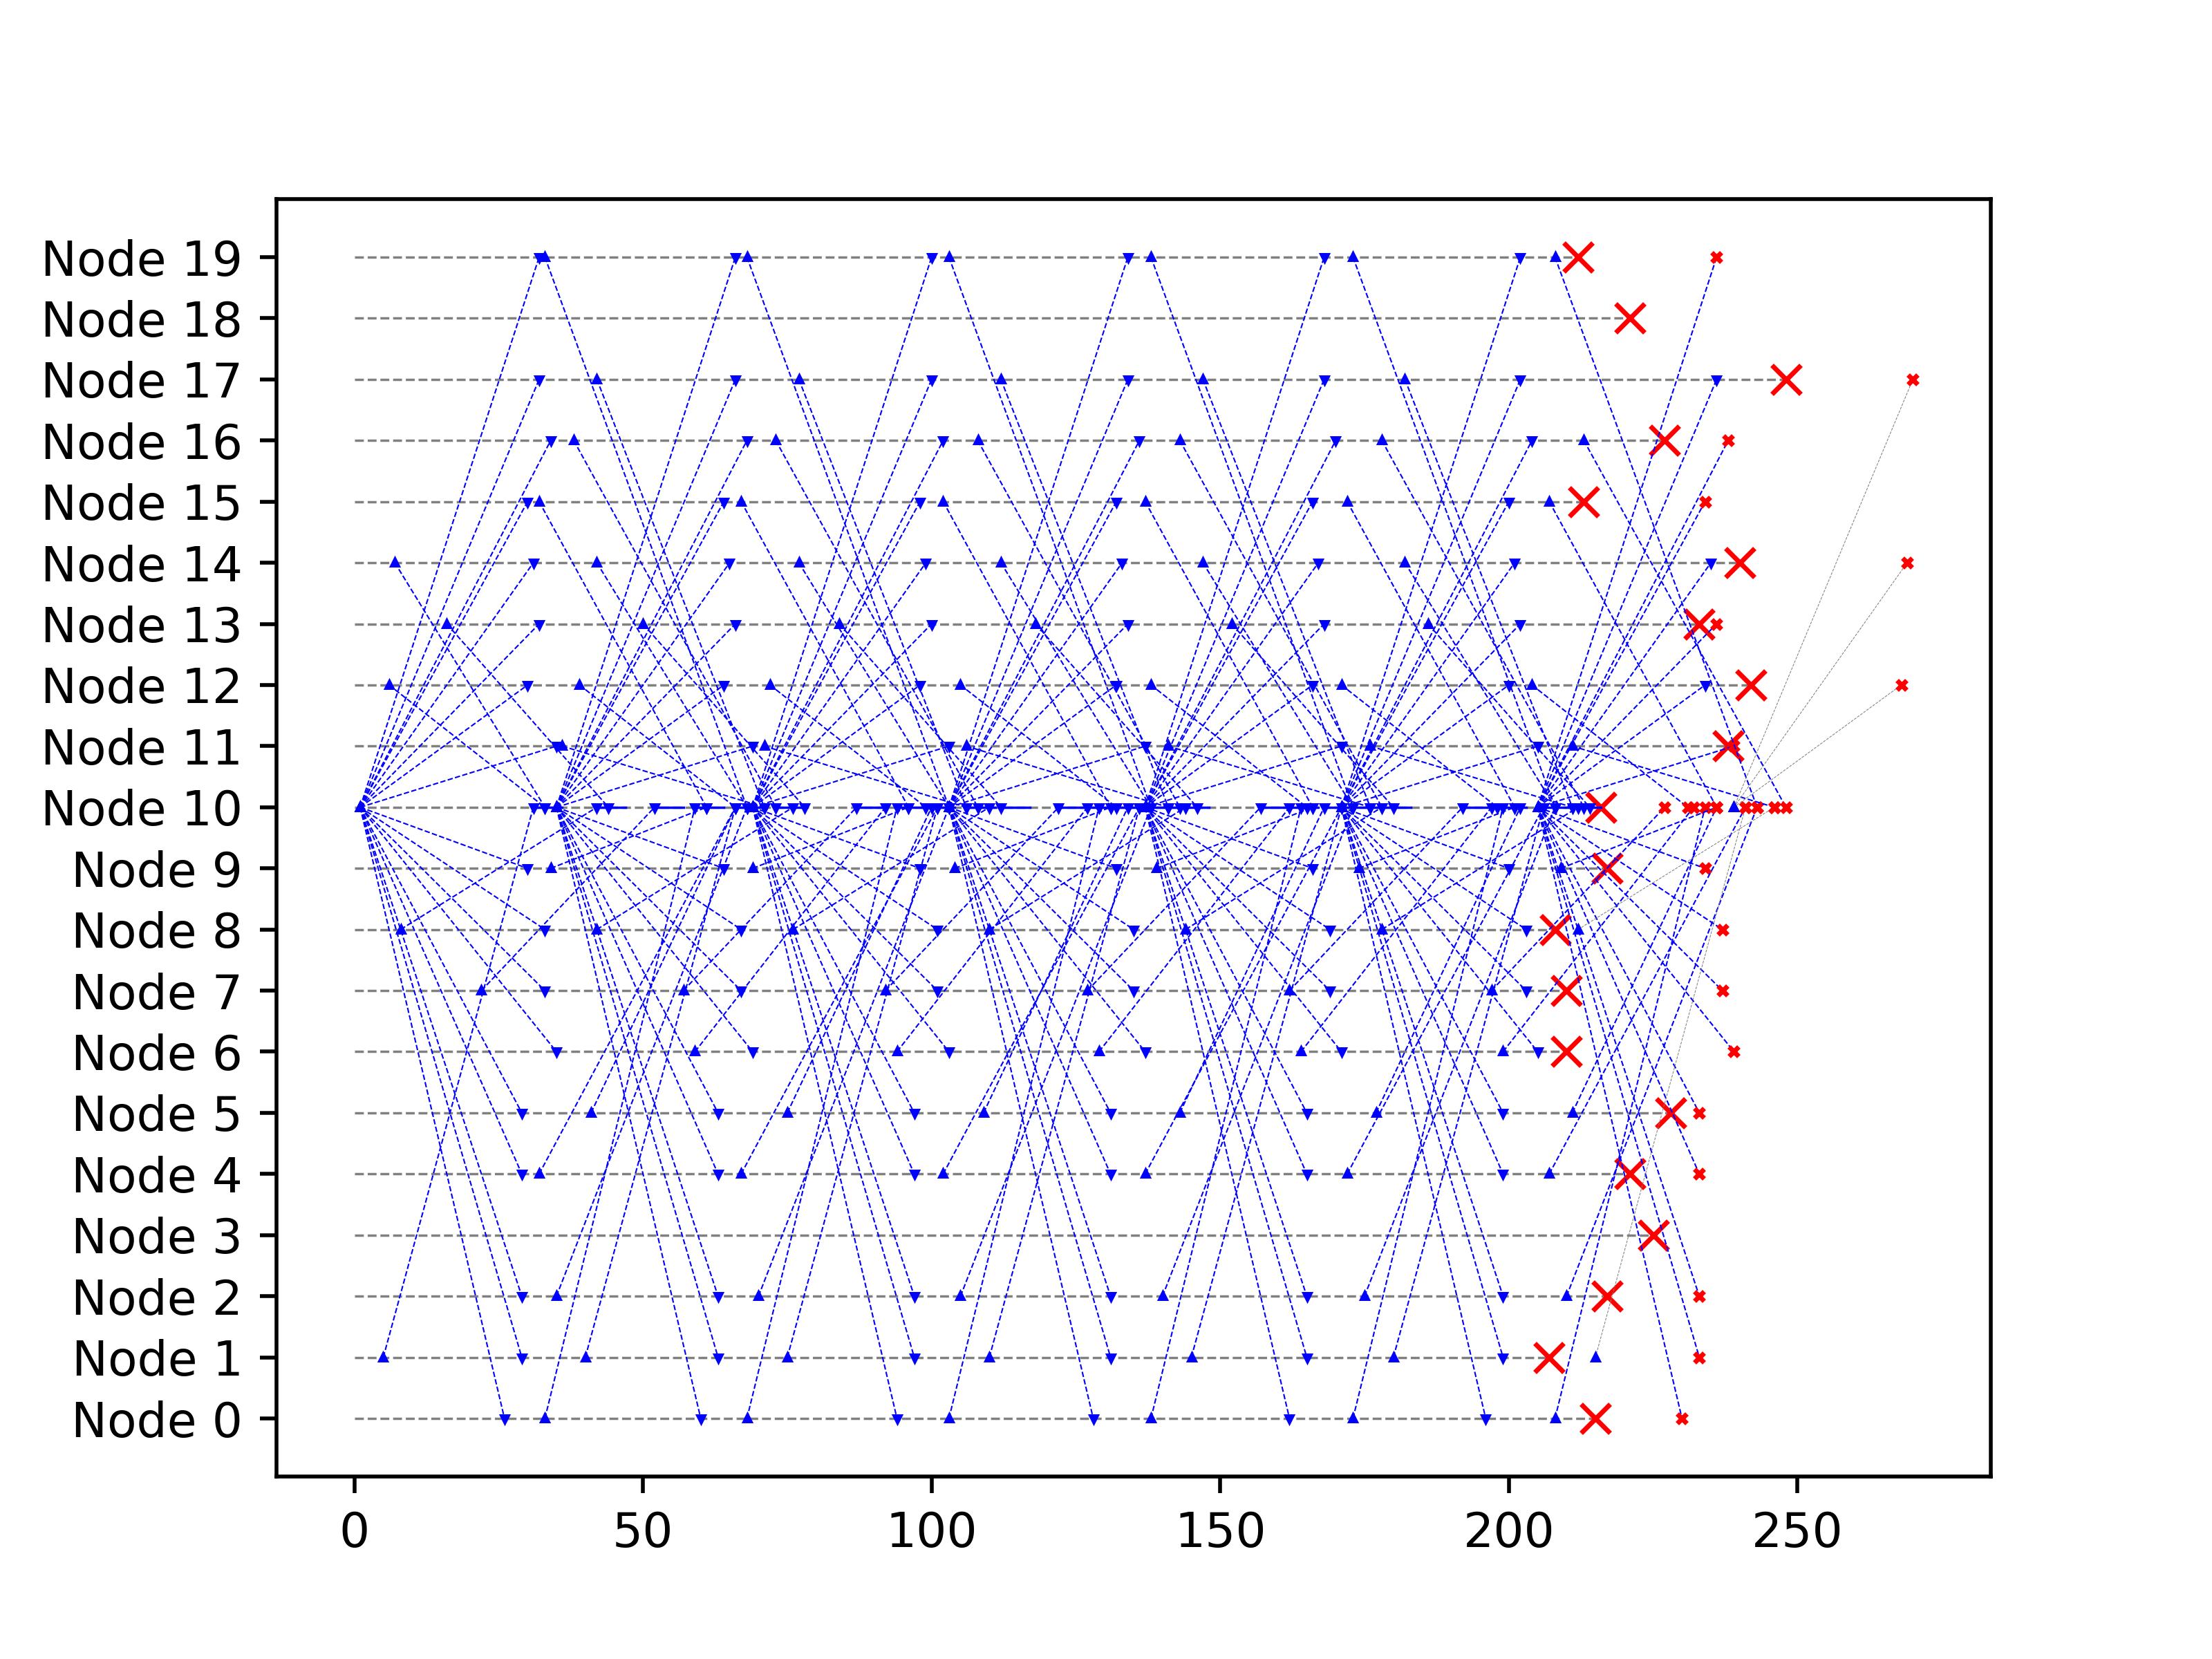 Node 19
Node 18
Node 17
Node 16
Node 15
Node 14
Node 13
Node 12
Node 11
Node 10
Node 9
Node 8
Node 7
Node 6
Node 5
Node 4
Node 3
Node 2
Node 1
Node 0
0 50 100 150 200 250